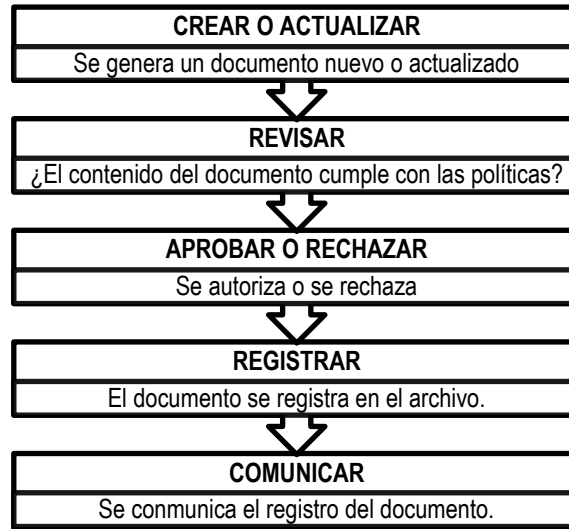 CREAR O ACTUALIZAR
Se genera un documento nuevo o actualizado
REVISAR
¿El contenido del documento cumple con las políticas?
APROBAR O RECHAZAR
Se autoriza o se rechaza
REGISTRAR
El documento se registra en el archivo.
COMUNICAR
Se conmunica el registro del documento.